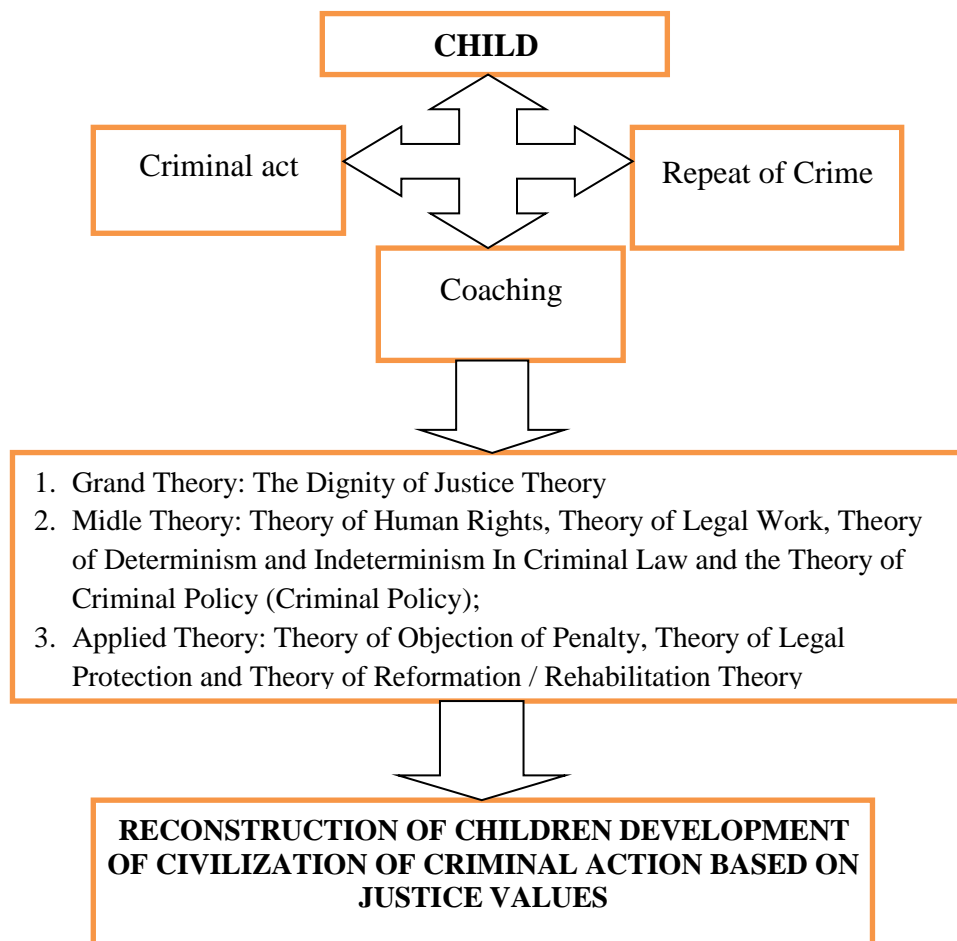 CHILD
Criminal act
Repeat of Crime
Coaching
1. Grand Theory: The Dignity of Justice Theory
2. Midle Theory: Theory of Human Rights, Theory of Legal Work, Theory
of Determinism and Indeterminism In Criminal Law and the Theory of
Criminal Policy (Criminal Policy);
3. Applied Theory: Theory of Objection of Penalty, Theory of Legal
Protection and Theory of Reformation / Rehabilitation Theory
RECONSTRUCTION OF CHILDREN DEVELOPMENT
OF CIVILIZATION OF CRIMINAL ACTION BASED ON
JUSTICE VALUES